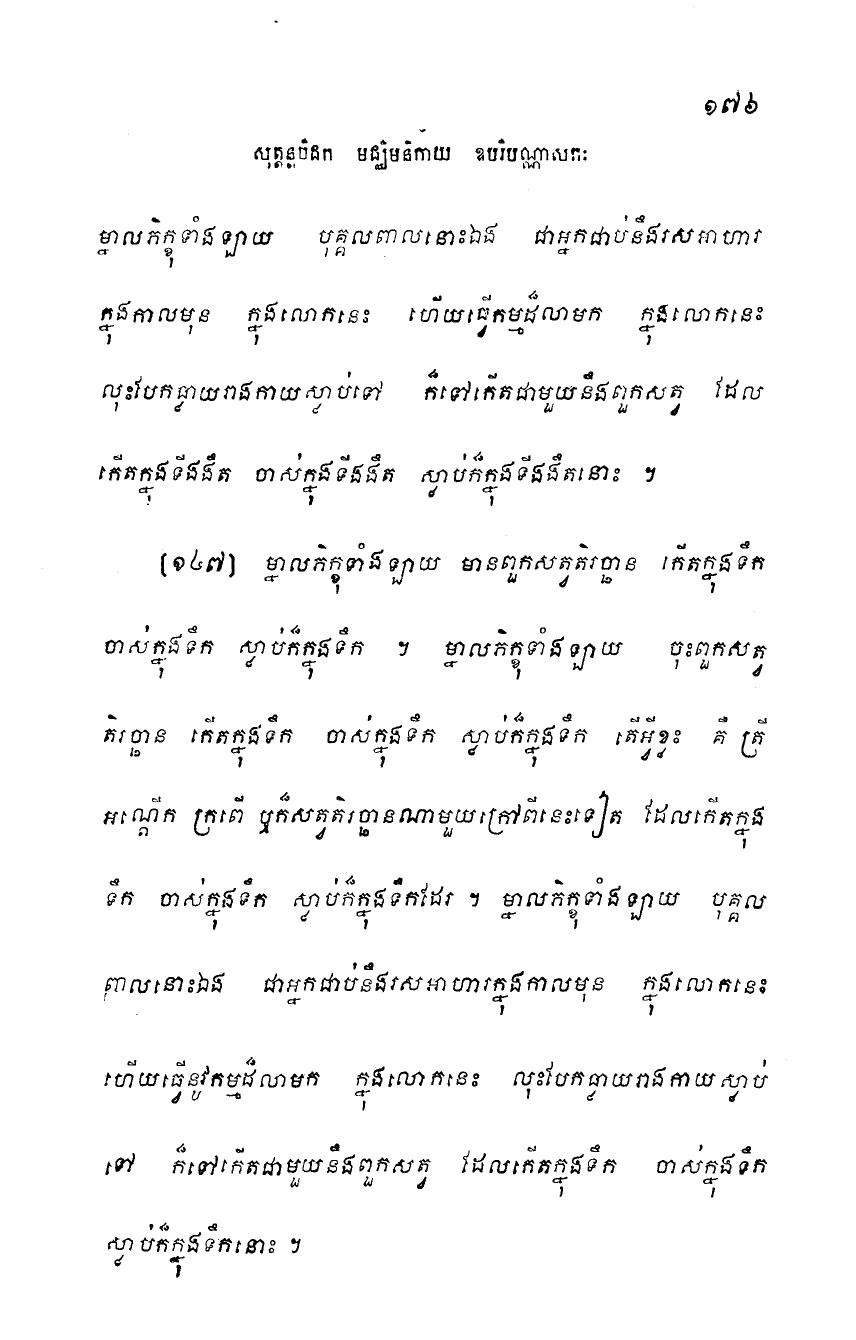 ១៧៦
សុត្តន្តបិដក មជ្ឈិមនិកាយ ឧបរិបណ្ណាសកៈ
ម្នាលភិក្ខុទាំងឡាយ បុគ្គលពាលនោះឯង ជាអ្នកជាប់នឹងរសអាហារ
ក្នុងកាលមុន ក្នុងលោកនេះ ហើយធ្វើកម្មដ៏លាមក ក្នុងលោកនេះ
លុះបែកធ្លាយរាងកាយស្លាប់ទៅ ក៏ទៅកើតជាមួយនឹងពួកសត្វ ដែល
កើតក្នុងទីងងឹត ចាស់ក្នុងទីងងឹត ស្លាប់ក៏ក្នុងទីងងឹតនោះ ។
[១៤៧] ម្នាលភិក្ខុទាំងឡាយ មានពួកសត្វតិរច្ឆាន កើតក្នុងទឹក
ចាស់ក្នុងទឹក ស្លាប់ក៏ក្នុងទឹក ។ ម្នាលភិក្ខុទាំងឡាយ ចុះពួកសត្វ
តិរច្ឆាន កើតក្នុងទឹក ចាស់ក្នុងទឹក ស្លាប់ក៏ក្នុងទឹក តើអ្វីខ្លះ គឺ ត្រី
អណ្តើក ក្រពើ ឬក៏សត្វតិរច្ឆានណាមួយក្រៅពីនេះទៀត ដែលកើតក្នុង
ទឹក ចាស់ក្នុងទឹក ស្លាប់ក៏ក្នុងទឹកដែរ ។ ម្នាលភិក្ខុទាំងឡាយ បុគ្គល
ពាលនោះឯង ជាអ្នកជាប់នឹងរសអាហារក្នុងកាលមុន ក្នុងលោកនេះ
ហើយធ្វើនូវកម្មដ៏លាមក ក្នុងលោកនេះ លុះបែកធ្លាយរាងកាយស្លាប់
ទៅ ក៏ទៅកើតជាមួយនឹងពួកសត្វ ដែលកើតក្នុងទឹក ចាស់ក្នុងទឹក
ស្លាប់ក៏ក្នុងទឹកនោះ ។